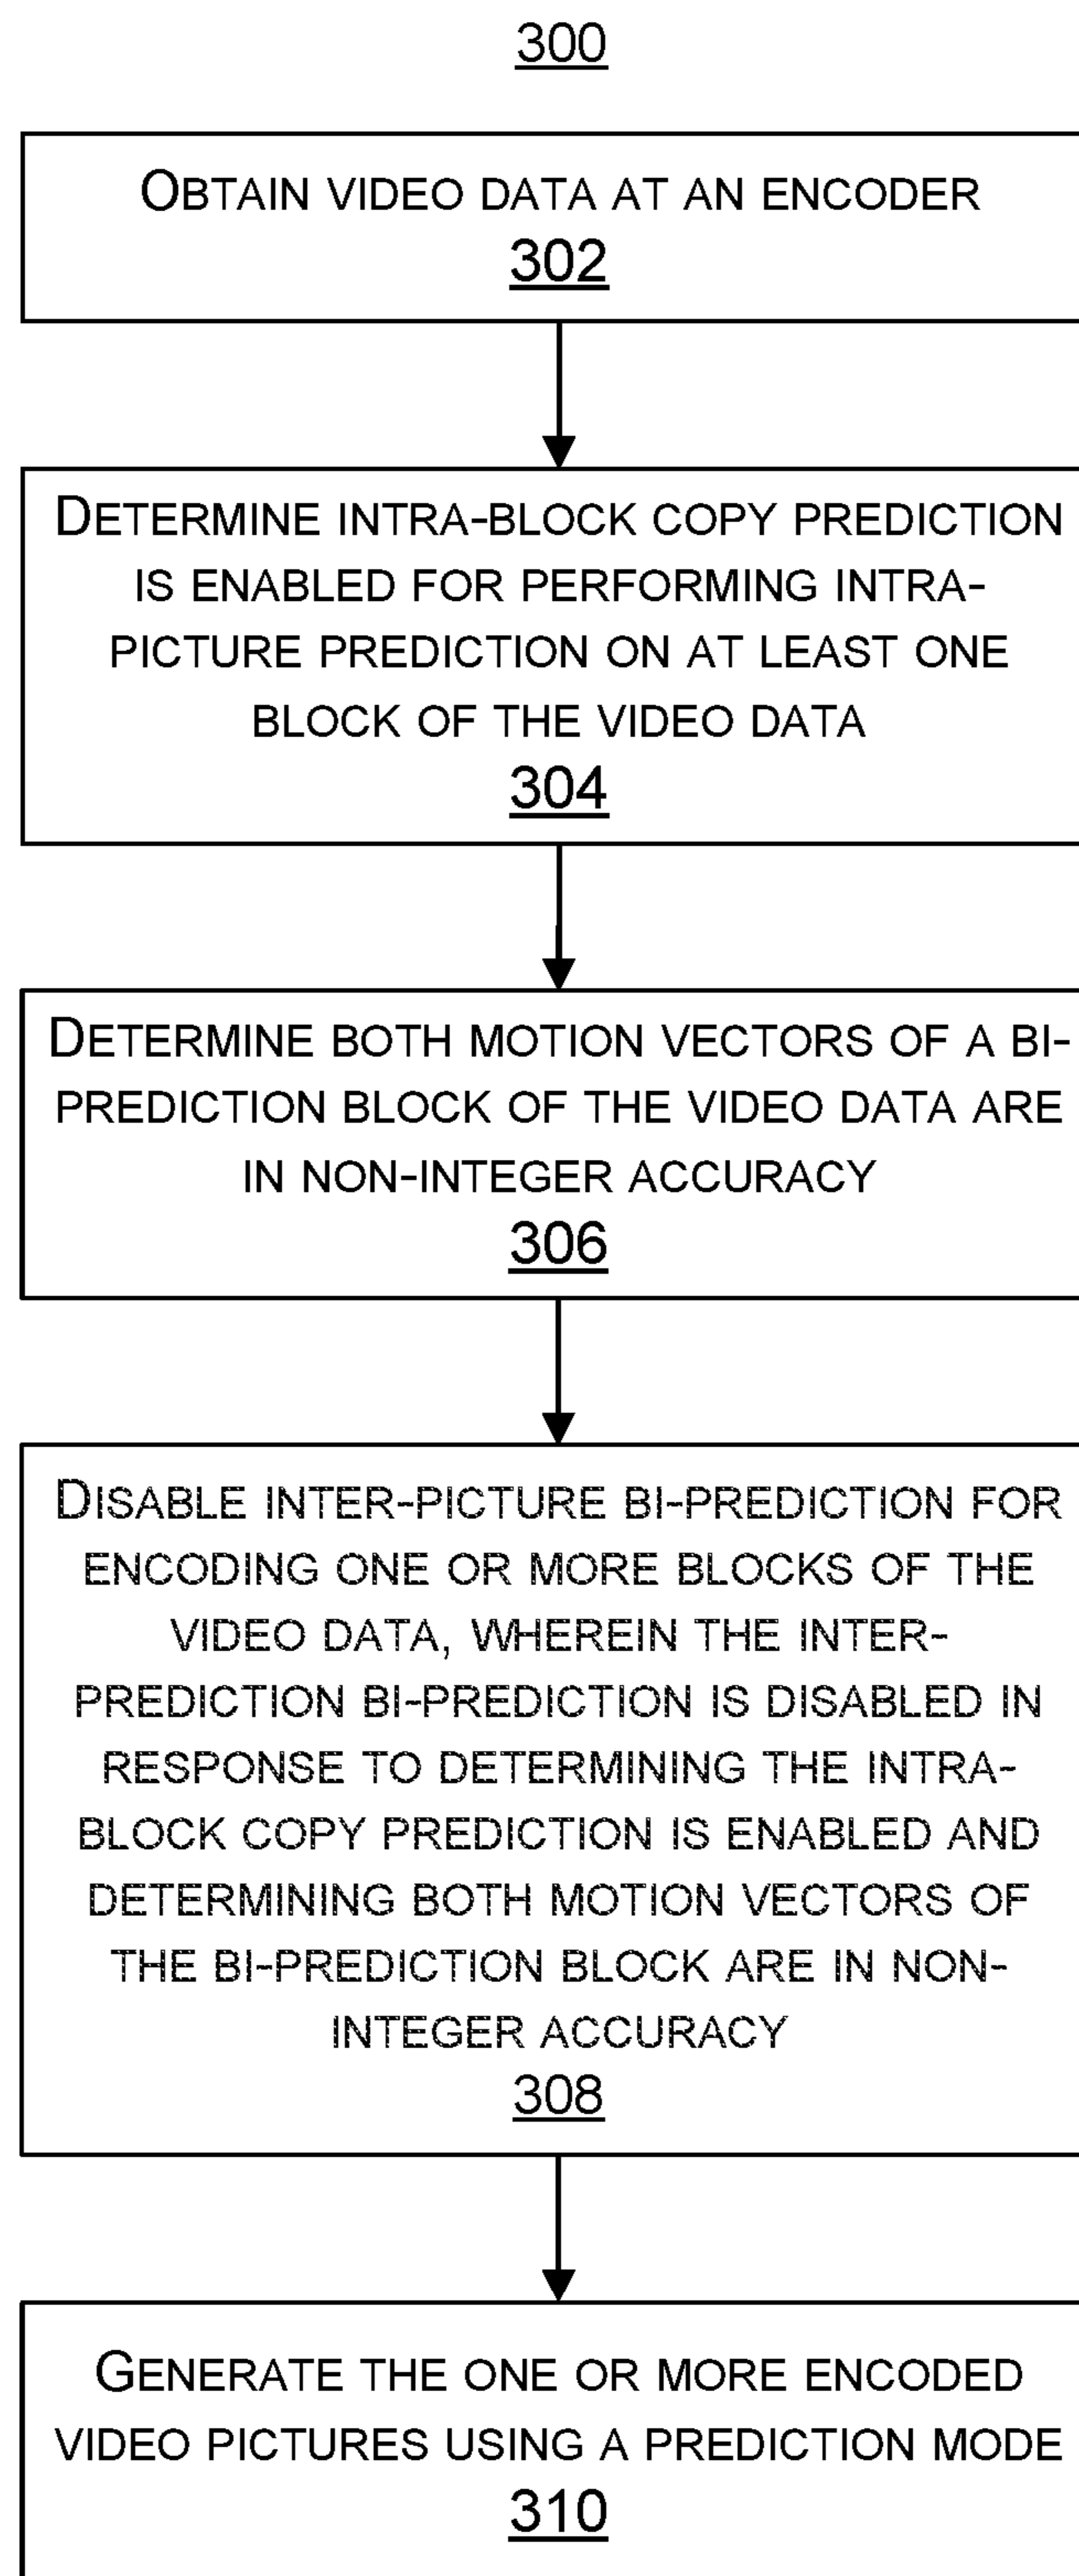 300
OBTAIN VIDEO DATA AT AN ENCODER
302
DETERMINE INTRA-BLOCK COPY PREDICTION
IS ENABLED FOR PERFORMING INTRA-
PICTURE PREDICTION ON AT LEAST ONE
BLOCK OF THE VIDEO DATA
304
DETERMINE BOTH MOTION VECTORS OF A BI-
PREDICTION BLOCK OF THE VIDEO DATA ARE
IN NON-INTEGER ACCURACY
306
DISABLE INTER-PICTURE BI-PREDICTION FOR
ENCODING ONE OR MORE BLOCKS OF THE
VIDEO DATA, WHEREIN THE INTER-
PREDICTION BI-PREDICTION IS DISABLED IN
RESPONSE TO DETERMINING THE INTRA-
BLOCK COPY PREDICTION IS ENABLED AND
DETERMINING BOTH MOTION VECTORS OF
THE BI-PREDICTION BLOCK ARE IN NON-
INTEGER ACCURACY
308
GENERATE THE ONE OR MORE ENCODED
VIDEO PICTURES USING A PREDICTION MODE
310